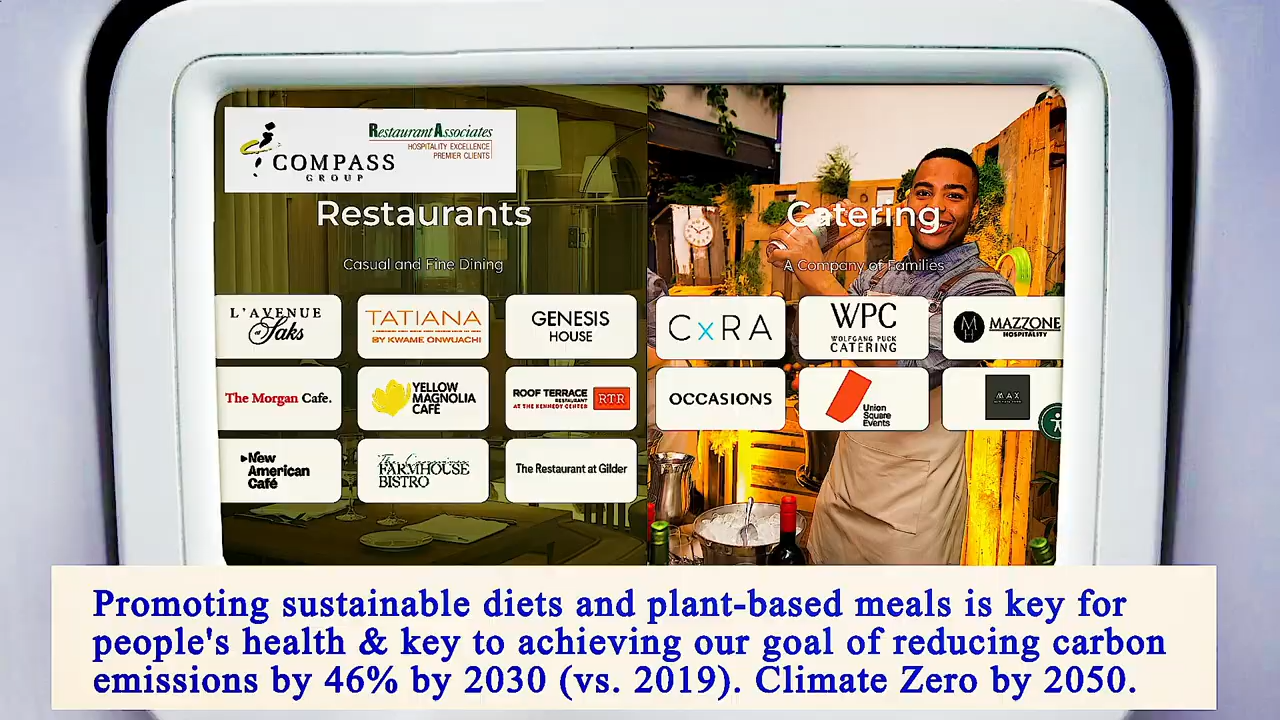 COMPASS
GROUP
RestaurantAssociates
HOSPITALITY EXCELLENCE
PREMIER CLIENTS
Restaurants
Casual and Fine Dining
L'AVENUE
at Saks
TATIANA
BY KWAME ONWUACHI
GENESIS
HOUSE
The Morgan Cafe.
YELLOW
MAGNOLIA
CAFÉ
ROOF TERRACE
RESTAURANT
AT THE KENNEDY CENTER
RTR
New
American
Café
FARMHOUSE
BISTRO
The Restaurant at Gilder
Catering
A Company of Families
CxRA
WPC
WOLFGANG PUCK
CATERING
MH
MAZZONE
HOSPITALITY
OCCASIONS
Union
Square
Events
MAX
Promoting sustainable diets and plant-based meals is key for
people's health & key to achieving our goal of reducing carbon
emissions by 46% by 2030 (vs. 2019). Climate Zero by 2050.